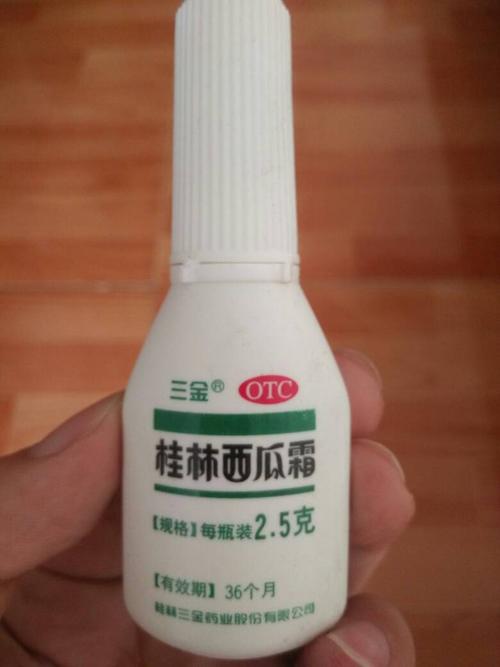 三金® OTC
桂林西瓜霜
【规格】每瓶装2.5克
【有效期】36个月
桂林三金药业股份有限公司